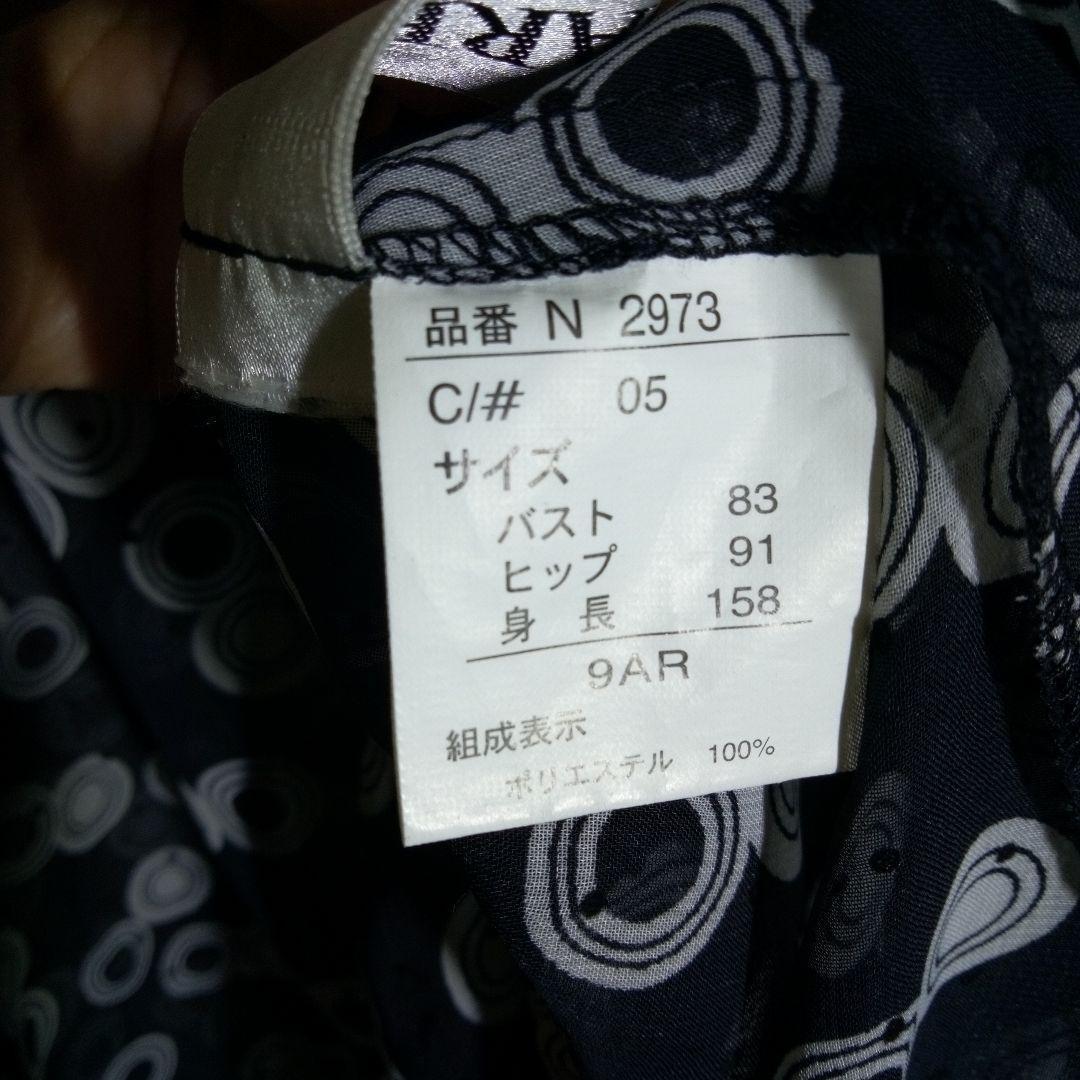 品番 N 2973
C/# 05
サイズ
バスト 83
ヒップ 91
身長 158
9AR
組成表示
ポリエステル 100%